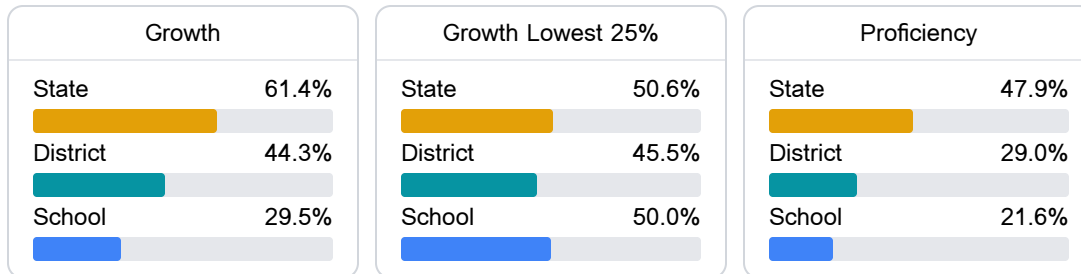 Growth
State 61.4%
District 44.3%
School 29.5%
Growth Lowest 25%
State 50.6%
District 45.5%
School 50.0%
Proficiency
State 47.9%
District 29.0%
School 21.6%